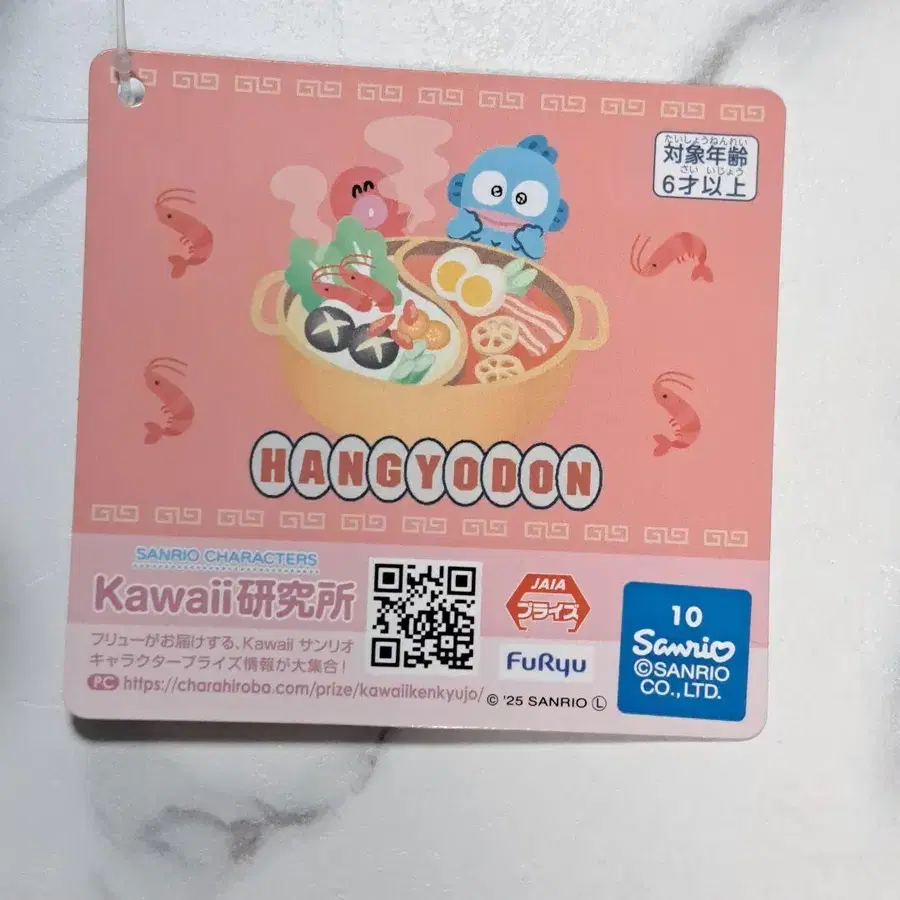 たいしょうねんれい
対象年齢
さい いじょう
6才以上
HANGYODON
SANRIO CHARACTERS
Kawaii研究所
フリューがお届けする、Kawaii サンリオ
キャラクタープライズ情報が大集合!
PC https://charahiroba.com/prize/kawaiikenkyujo/
JAIA
プライズ
FuRyu
© '25 SANRIO Ⓛ
10
Sanrio
©SANRIO
CO.,LTD.